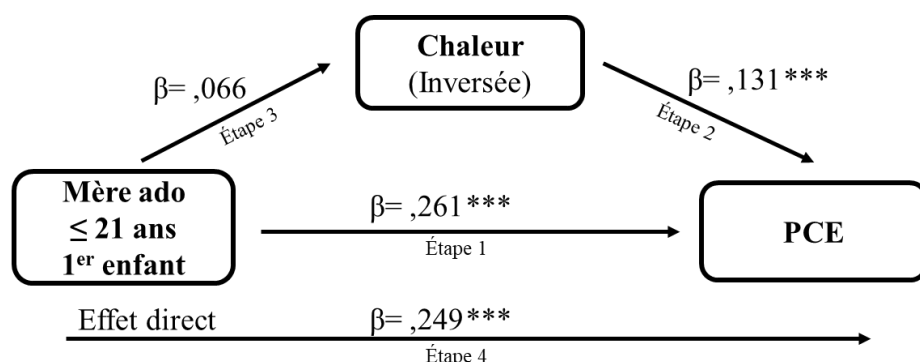 Chaleur
(Inversée)
β= ,066
Étape 3
β= ,131***
Étape 2
Mère ado
≤ 21 ans
1er enfant
β= ,261***
Étape 1
PCE
Effet direct
β= ,249***
Étape 4